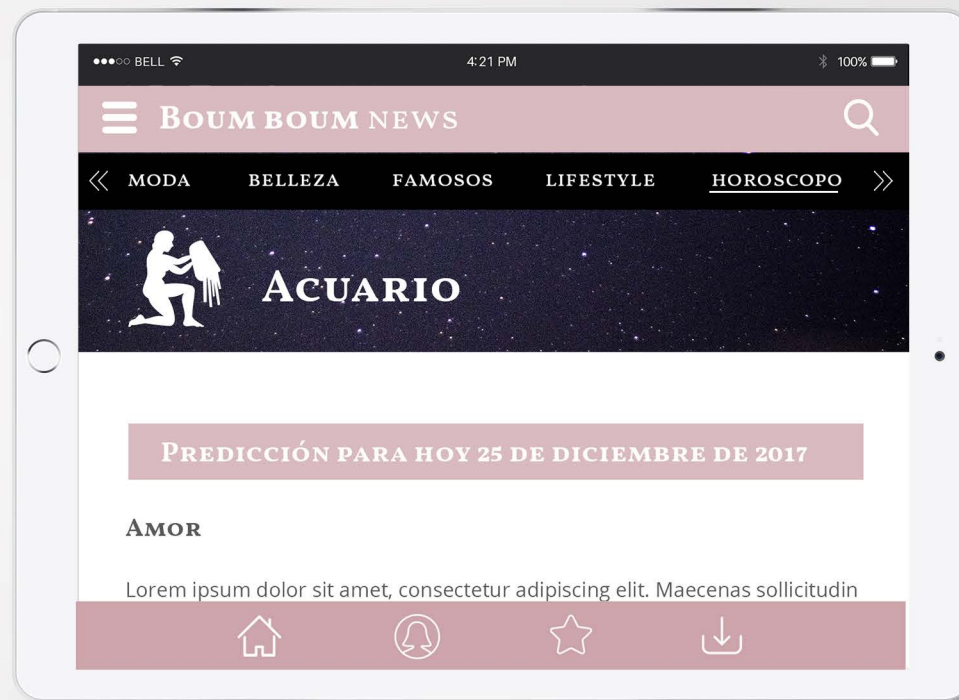 BELL 4:21 PM 100%
BOUM BOUM NEWS
MODA BELLEZA FAMOSOS LIFESTYLE HOROSCOPO
ACUARIO
PREDICCIÓN PARA HOY 25 DE DICIEMBRE DE 2017
AMOR
Lorem ipsum dolor sit amet, consectetur adipiscing elit. Maecenas sollicitudin